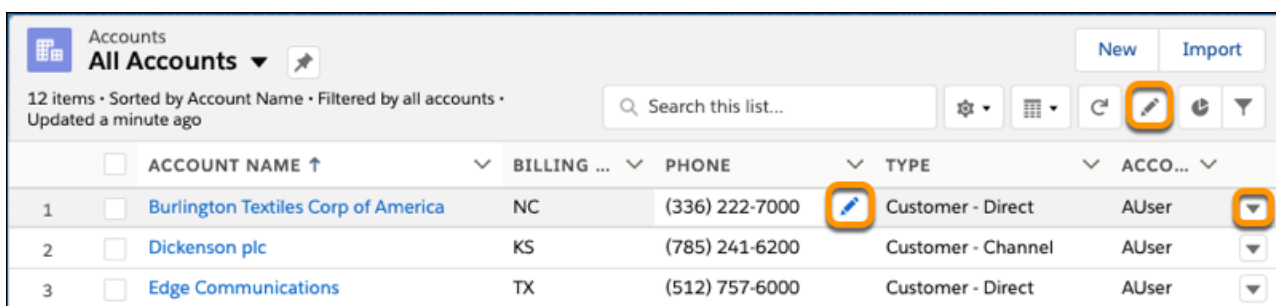 Accounts
All Accounts
New Import
12 items • Sorted by Account Name • Filtered by all accounts •
Updated a minute ago
Search this list...
ACCOUNT NAME BILLING ... PHONE TYPE ACCO...
1 Burlington Textiles Corp of America NC (336) 222-7000 Customer - Direct AUser
2 Dickenson plc KS (785) 241-6200 Customer - Channel AUser
3 Edge Communications TX (512) 757-6000 Customer - Direct AUser